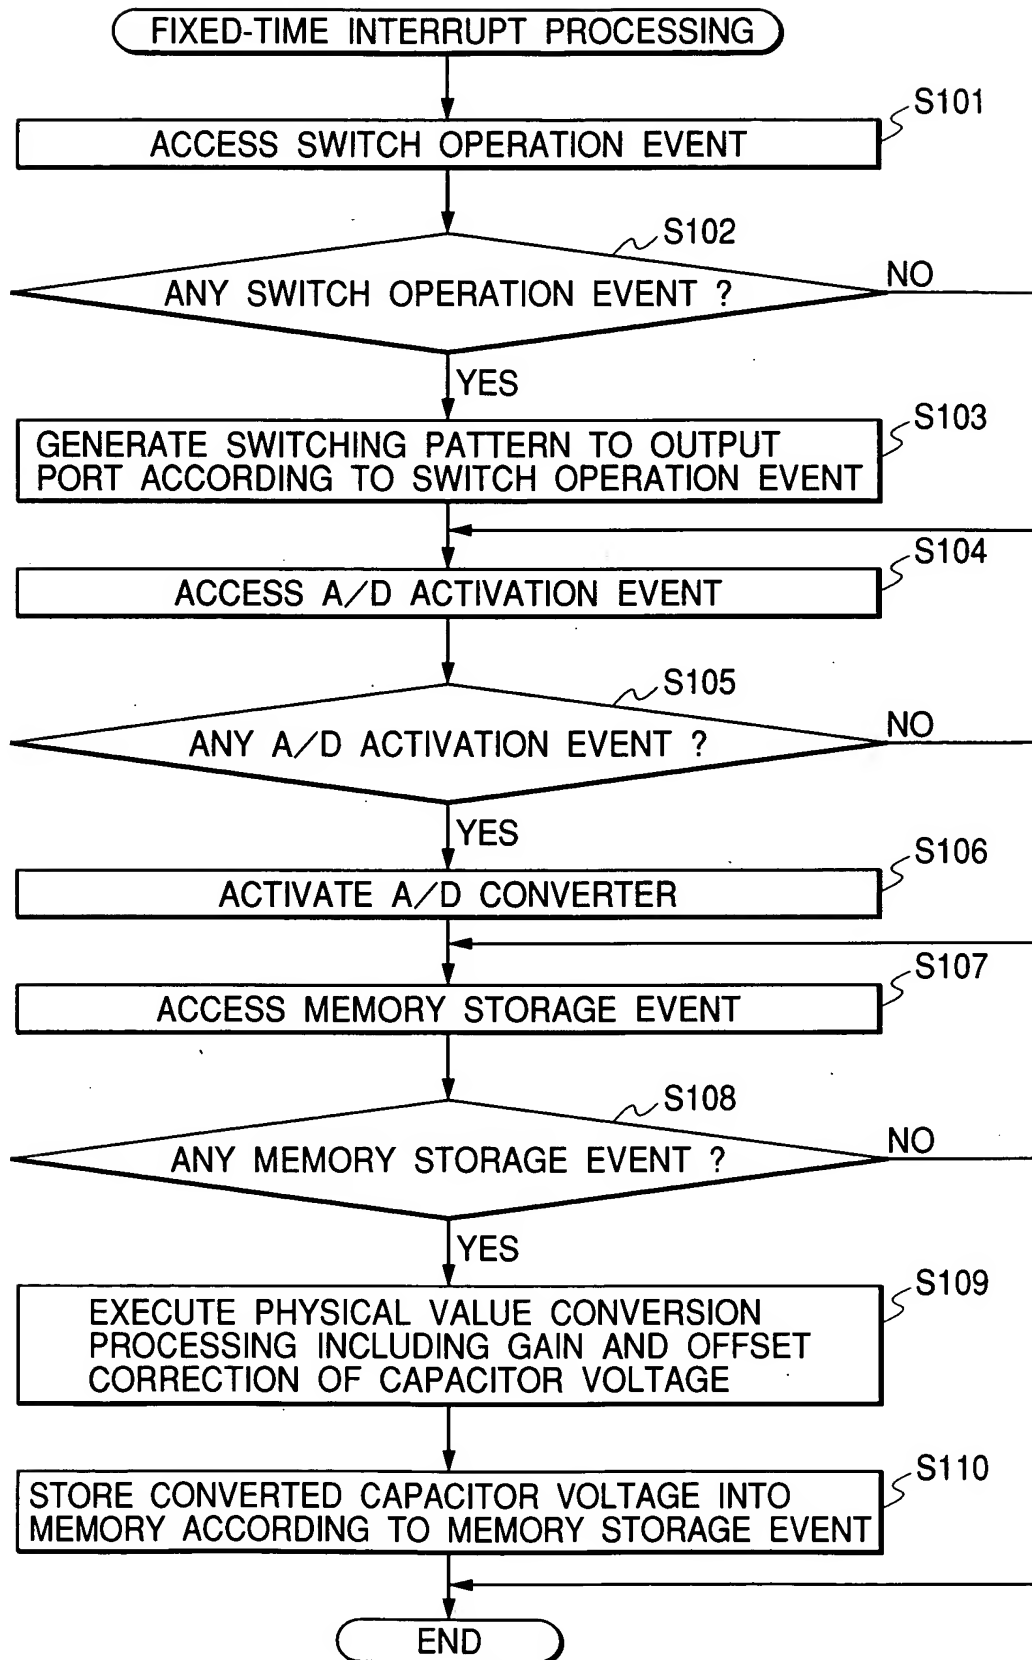 FIXED-TIME INTERRUPT PROCESSING
S101
ACCESS SWITCH OPERATION EVENT
S102
ANY SWITCH OPERATION EVENT ?
NO
YES
S103
GENERATE SWITCHING PATTERN TO OUTPUT
PORT ACCORDING TO SWITCH OPERATION EVENT
S104
ACCESS A/D ACTIVATION EVENT
S105
ANY A/D ACTIVATION EVENT ?
NO
YES
S106
ACTIVATE A/D CONVERTER
S107
ACCESS MEMORY STORAGE EVENT
S108
ANY MEMORY STORAGE EVENT ?
NO
YES
S109
EXECUTE PHYSICAL VALUE CONVERSION
PROCESSING INCLUDING GAIN AND OFFSET
CORRECTION OF CAPACITOR VOLTAGE
S110
STORE CONVERTED CAPACITOR VOLTAGE INTO
MEMORY ACCORDING TO MEMORY STORAGE EVENT
END